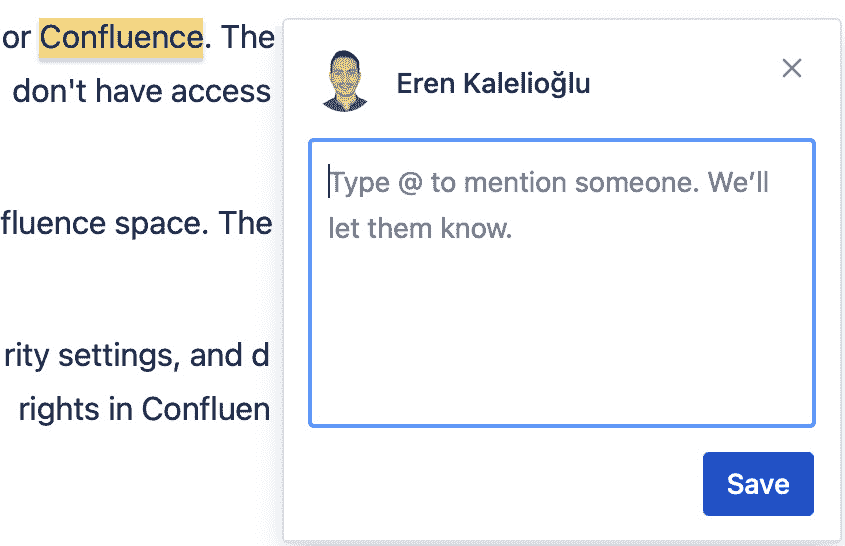 or Confluence. The
don't have access
fluence space. The
rity settings, and d
rights in Confluen
Eren Kalelioğlu
Type @ to mention someone. We’ll
let them know.
Save